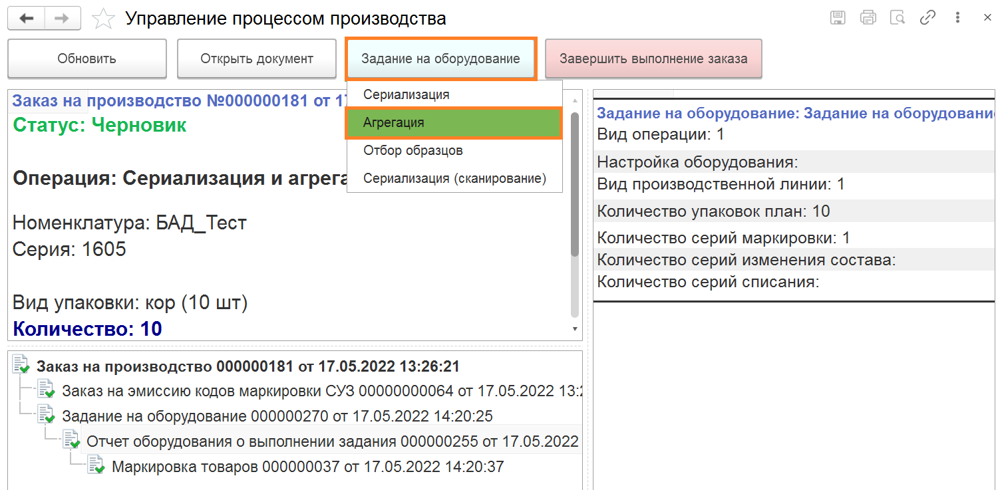 Управление процессом производства
Обновить
Открыть документ
Задание на оборудование
Завершить выполнение заказа
Сериализация
Агрегация
Отбор образцов
Сериализация (сканирование)
Заказ на производство №000000181 от 17
Статус: Черновик
Операция: Сериализация и агрега
Номенклатура: БАД_Тест
Серия: 1605
Вид упаковки: кор (10 шт)
Количество: 10
Задание на оборудование: Задание на оборудовани
Вид операции: 1
Настройка оборудования:
Вид производственной линии: 1
Количество упаковок план: 10
Количество серий маркировки: 1
Количество серий изменения состава:
Количество серий списания:
Заказ на производство 000000181 от 17.05.2022 13:26:21
Заказ на эмиссию кодов маркировки СУЗ 00000000064 от 17.05.2022 13:2
Задание на оборудование 000000270 от 17.05.2022 14:20:25
Отчет оборудования о выполнении задания 000000255 от 17.05.2022
Маркировка товаров 000000037 от 17.05.2022 14:20:37